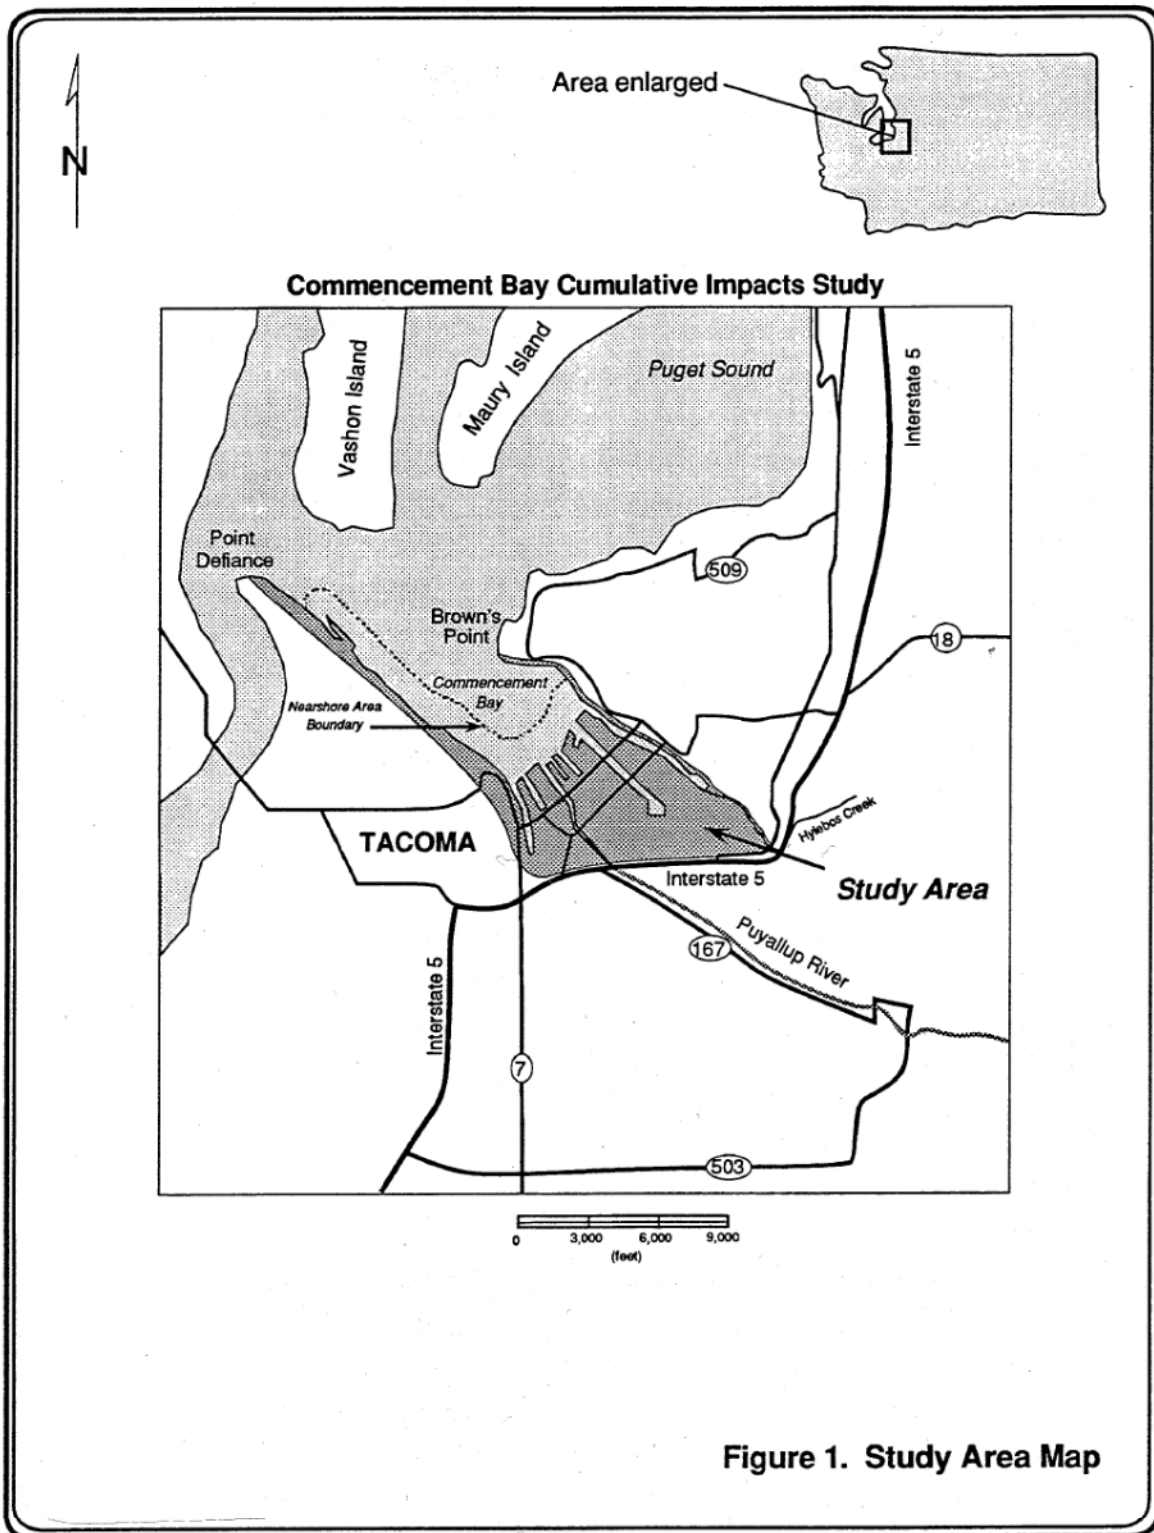 Area enlarged
N
Commencement Bay Cumulative Impacts Study
Vashon Island
Maury Island
Puget Sound
Interstate 5
Point
Defiance
509
Brown's
Point
18
Commencement
Bay
Nearshore Area
Boundary
Hylebos Creek
TACOMA
Interstate 5
Study Area
Puyallup River
167
Interstate 5
7
503
0 3,000 6,000 9,000
(feet)
Figure 1. Study Area Map